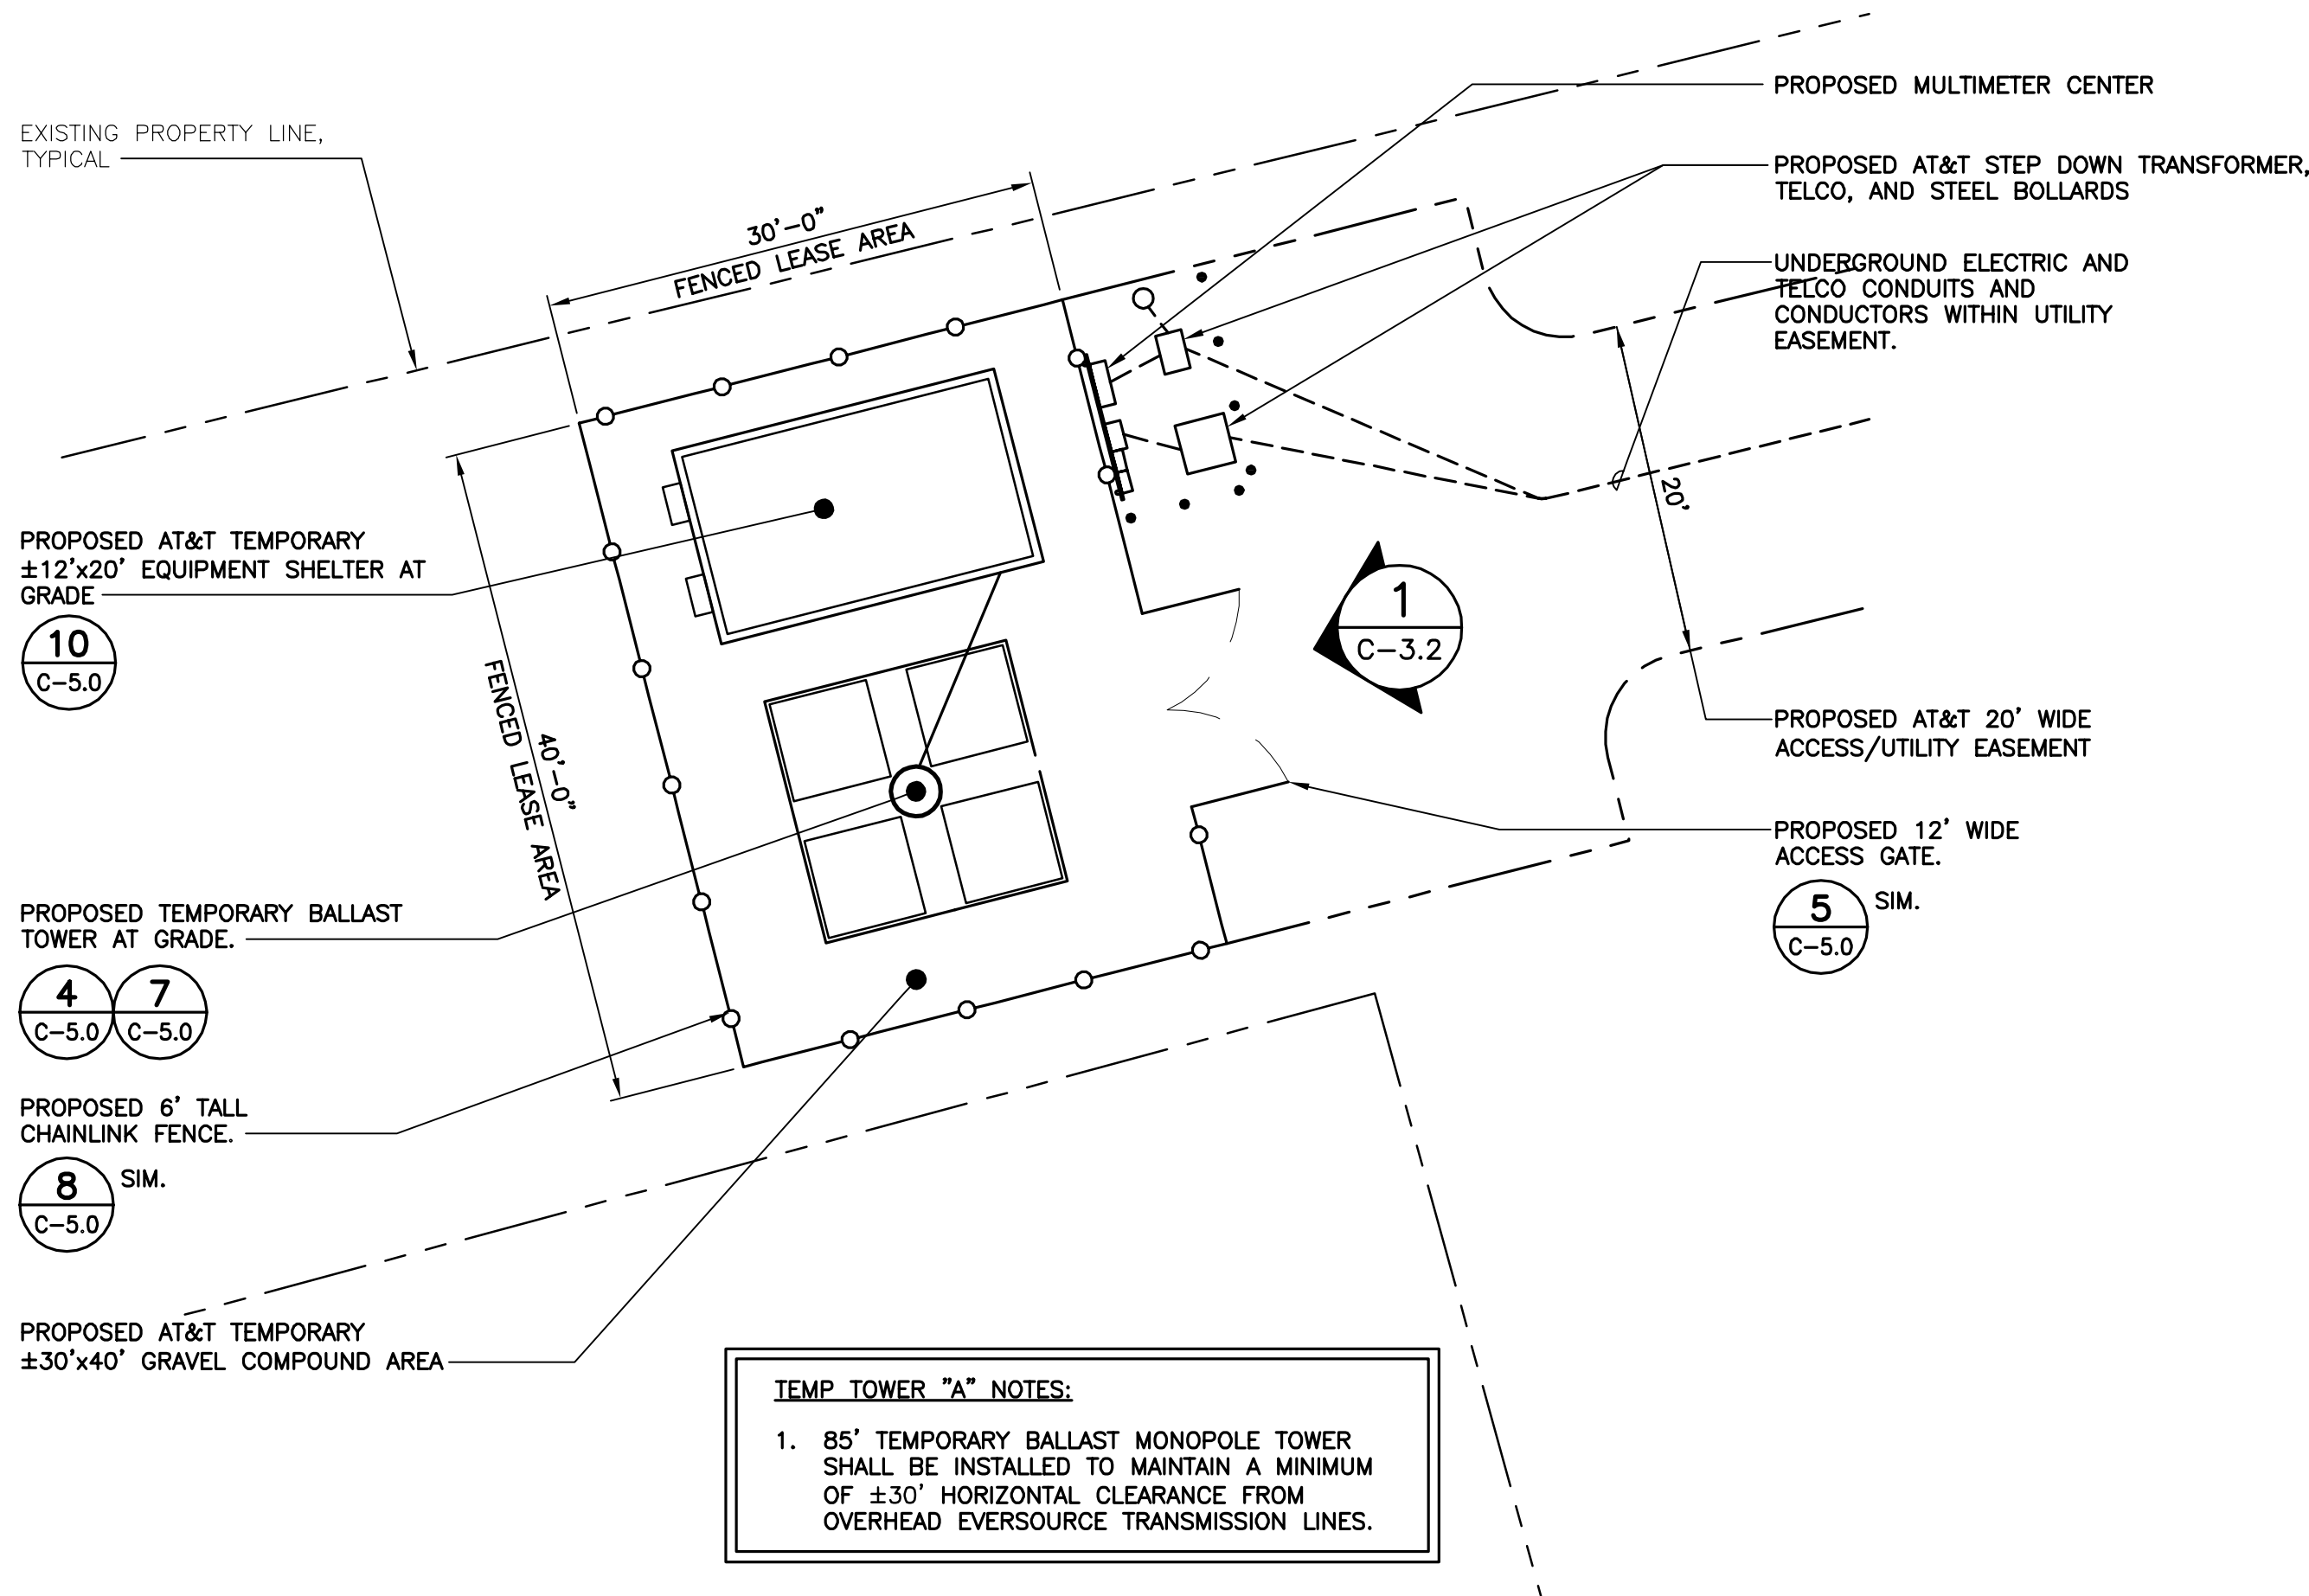 EXISTING PROPERTY LINE,
TYPICAL
30'-0"
FENCED LEASE AREA
PROPOSED MULTIMETER CENTER
PROPOSED AT&T STEP DOWN TRANSFORMER,
TELCO, AND STEEL BOLLARDS
UNDERGROUND ELECTRIC AND
TELCO CONDUITS AND
CONDUCTORS WITHIN UTILITY
EASEMENT.
20'
PROPOSED AT&T TEMPORARY
±12'x20' EQUIPMENT SHELTER AT
GRADE
10
C-5.0
40'-0"
FENCED LEASE AREA
1
C-3.2
PROPOSED AT&T 20' WIDE
ACCESS/UTILITY EASEMENT
PROPOSED 12' WIDE
ACCESS GATE.
5
C-5.0
SIM.
PROPOSED TEMPORARY BALLAST
TOWER AT GRADE.
4
C-5.0
7
C-5.0
PROPOSED 6' TALL
CHAINLINK FENCE.
8
C-5.0
SIM.
PROPOSED AT&T TEMPORARY
±30'x40' GRAVEL COMPOUND AREA
TEMP TOWER "A" NOTES:
1. 85' TEMPORARY BALLAST MONOPOLE TOWER
SHALL BE INSTALLED TO MAINTAIN A MINIMUM
OF ±30' HORIZONTAL CLEARANCE FROM
OVERHEAD EVERSOURCE TRANSMISSION LINES.